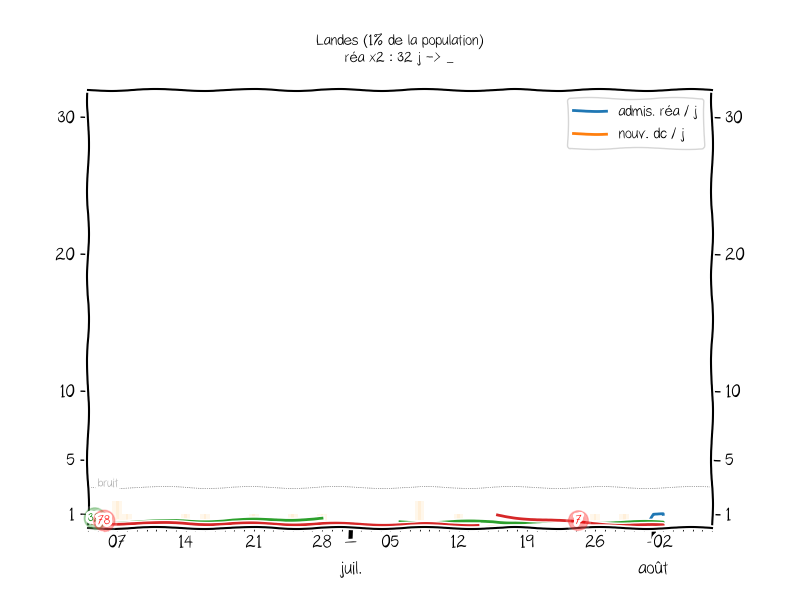 Landes (1% de la population)
réa x2 : 32 j -> _
30 30
admis. réa / j
nouv. dc / j
20 20
10 10
5 5
bruit
1 1
3 78 7
07 14 21 28 05 12 19 26 02
juil. août